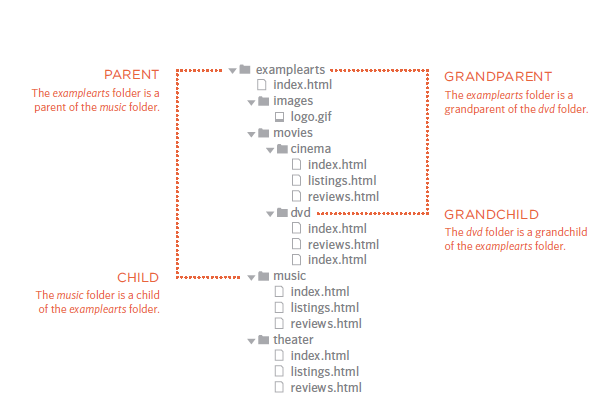 PARENT
The examplearts folder is a
parent of the music folder.
examplearts
index.html
images
logo.gif
movies
cinema
index.html
listings.html
reviews.html
dvd
index.html
reviews.html
index.html
music
index.html
listings.html
reviews.html
theater
index.html
listings.html
reviews.html
GRANDPARENT
The examplearts folder is a
grandparent of the dvd folder.
GRANDCHILD
The dvd folder is a grandchild
of the examplearts folder.
CHILD
The music folder is a child
of the examplearts folder.